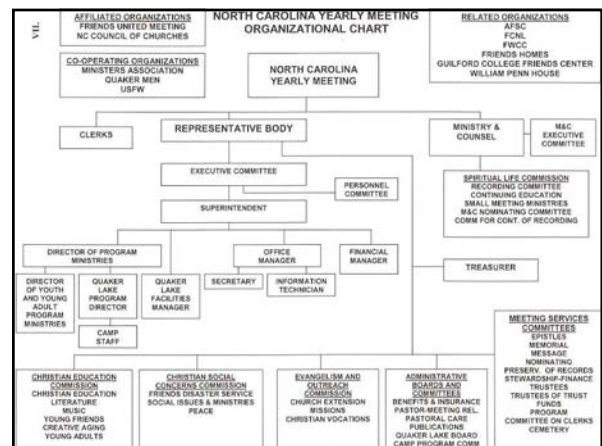 VII.
AFFILIATED ORGANIZATIONS
FRIENDS UNITED MEETING
NC COUNCIL OF CHURCHES
NORTH CAROLINA YEARLY MEETING
ORGANIZATIONAL CHART
RELATED ORGANIZATIONS
AFSC
FCNL
FWCC
FRIENDS HOMES
GUILFORD COLLEGE FRIENDS CENTER
WILLIAM PENN HOUSE
CO-OPERATING ORGANIZATIONS
MINISTERS ASSOCIATION
QUAKER MEN
USFW
NORTH CAROLINA
YEARLY MEETING
CLERKS
REPRESENTATIVE BODY
MINISTRY &
COUNSEL
M&C
EXECUTIVE
COMMITTEE
EXECUTIVE COMMITTEE
PERSONNEL
COMMITTEE
SPIRITUAL LIFE COMMISSION
RECORDING COMMITTEE
CONTINUING EDUCATION
SMALL MEETING MINISTRIES
M&C NOMINATING COMMITTEE
COMM FOR CONT. OF RECORDING
SUPERINTENDENT
DIRECTOR OF PROGRAM
MINISTRIES
OFFICE
MANAGER
FINANCIAL
MANAGER
TREASURER
DIRECTOR
OF YOUTH
AND YOUNG
ADULT
PROGRAM
MINISTRIES
QUAKER
LAKE
PROGRAM
DIRECTOR
QUAKER
LAKE
FACILITIES
MANAGER
SECRETARY
INFORMATION
TECHNICIAN
CAMP
STAFF
MEETING SERVICES
COMMITTEES
EPISTLES
MEMORIAL
MESSAGE
NOMINATING
PRESERV. OF RECORDS
STEWARDSHIP-FINANCE
TRUSTEES
TRUSTEES OF TRUST
FUNDS
PROGRAM
COMMITTEE ON CLERKS
CEMETERY
CHRISTIAN EDUCATION
COMMISSION
CHRISTIAN EDUCATION
LITERATURE
MUSIC
YOUNG FRIENDS
CREATIVE AGING
YOUNG ADULTS
CHRISTIAN SOCIAL
CONCERNS COMMISSION
FRIENDS DISASTER SERVICE
SOCIAL ISSUES & MINISTRIES
PEACE
EVANGELISM AND
OUTREACH
COMMISSION
CHURCH EXTENSION
MISSIONS
CHRISTIAN VOCATIONS
ADMINISTRATIVE
BOARDS AND
COMMITTEES
BENEFITS & INSURANCE
PASTOR-MEETING REL.
PASTORAL CARE
PUBLICATIONS
QUAKER LAKE BOARD
CAMP PROGRAM COMM.